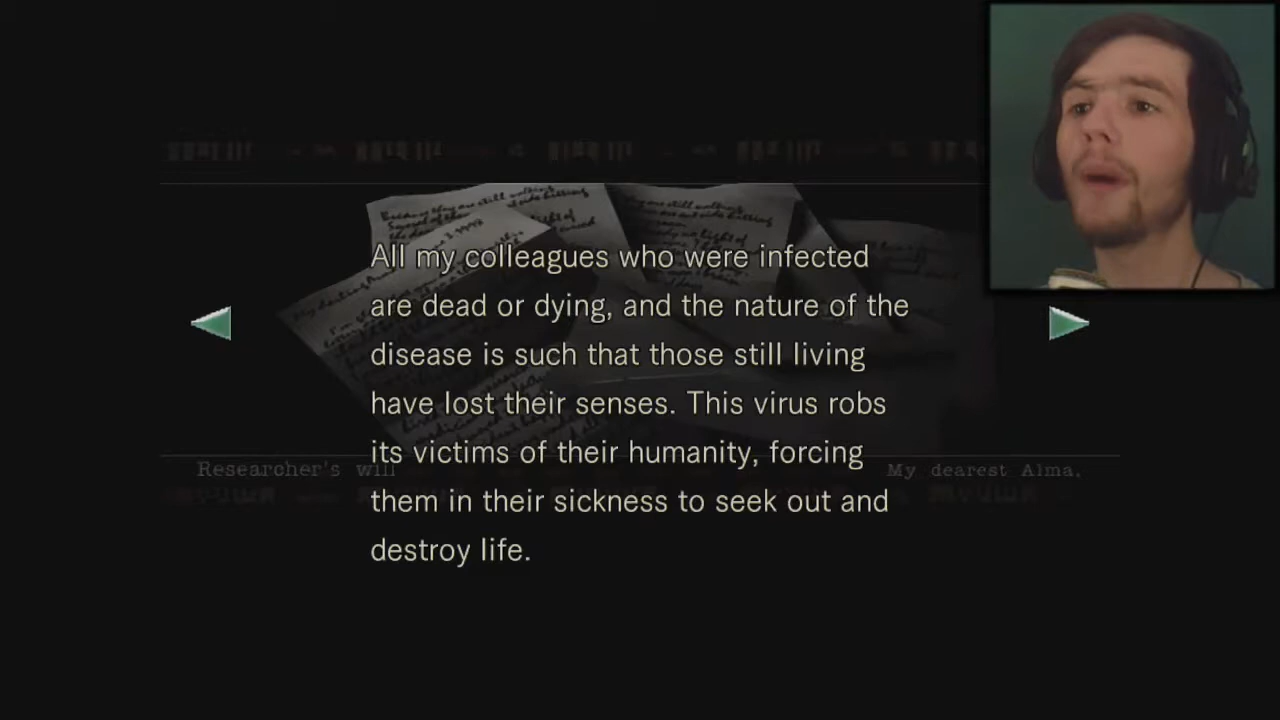 All my colleagues who were infected
are dead or dying, and the nature of the
disease is such that those still living
have lost their senses. This virus robs
its victims of their humanity, forcing
them in their sickness to seek out and
destroy life.
Researcher's will
My dearest Alma,